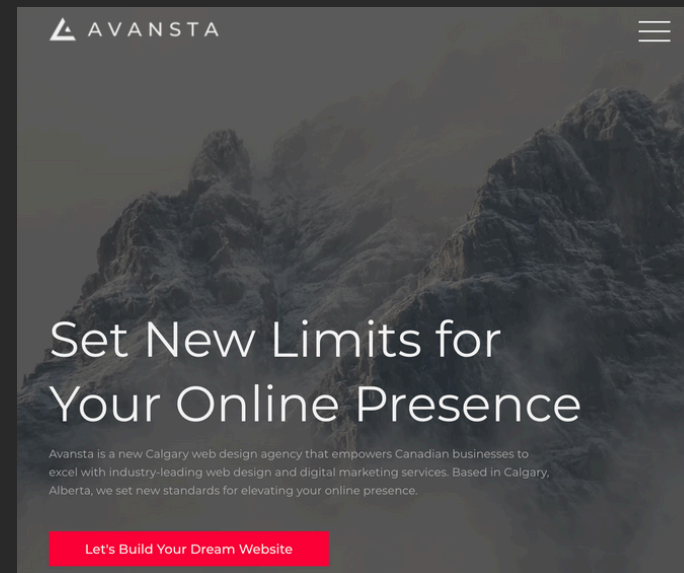 AVANSTA
Set New Limits for
Your Online Presence
Avansta is a new Calgary web design agency that empowers Canadian businesses to
excel with industry-leading web design and digital marketing services. Based in Calgary,
Alberta, we set new standards for elevating your online presence.
Let's Build Your Dream Website